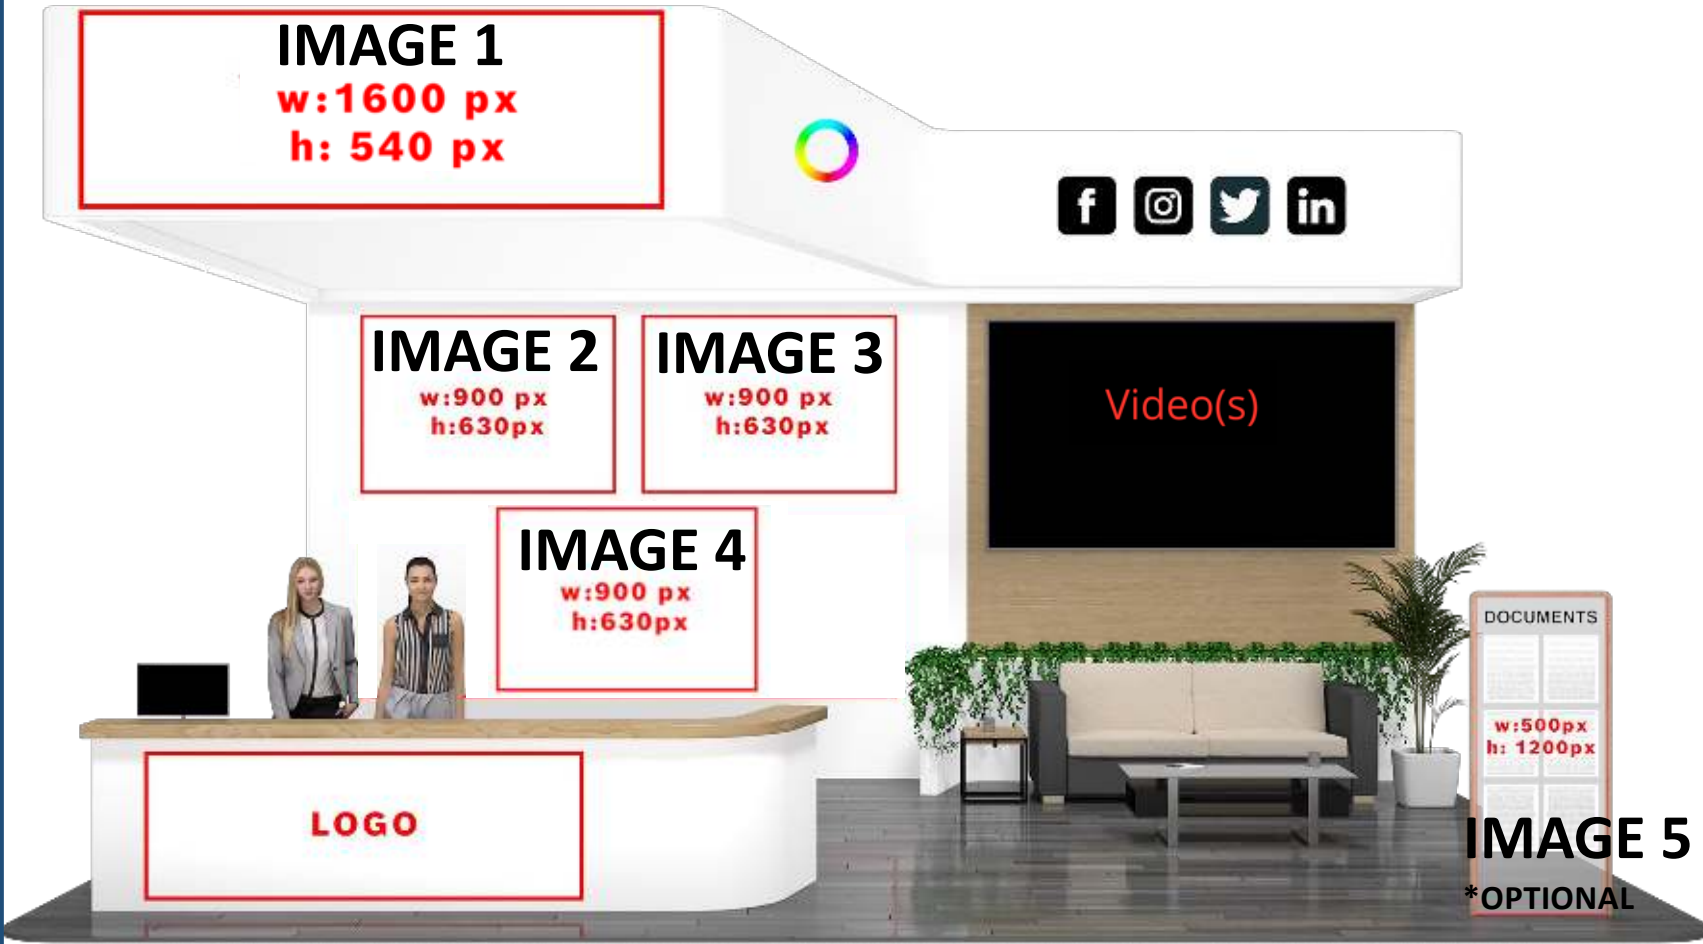 IMAGE 1
w:1600 px
h: 540 px
f
in
IMAGE 2
w:900 px
h:630px
IMAGE 3
w:900 px
h:630px
Video(s)
IMAGE 4
w:900 px
h:630px
DOCUMENTS
w:500px
h: 1200px
LOGO
IMAGE 5
*OPTIONAL